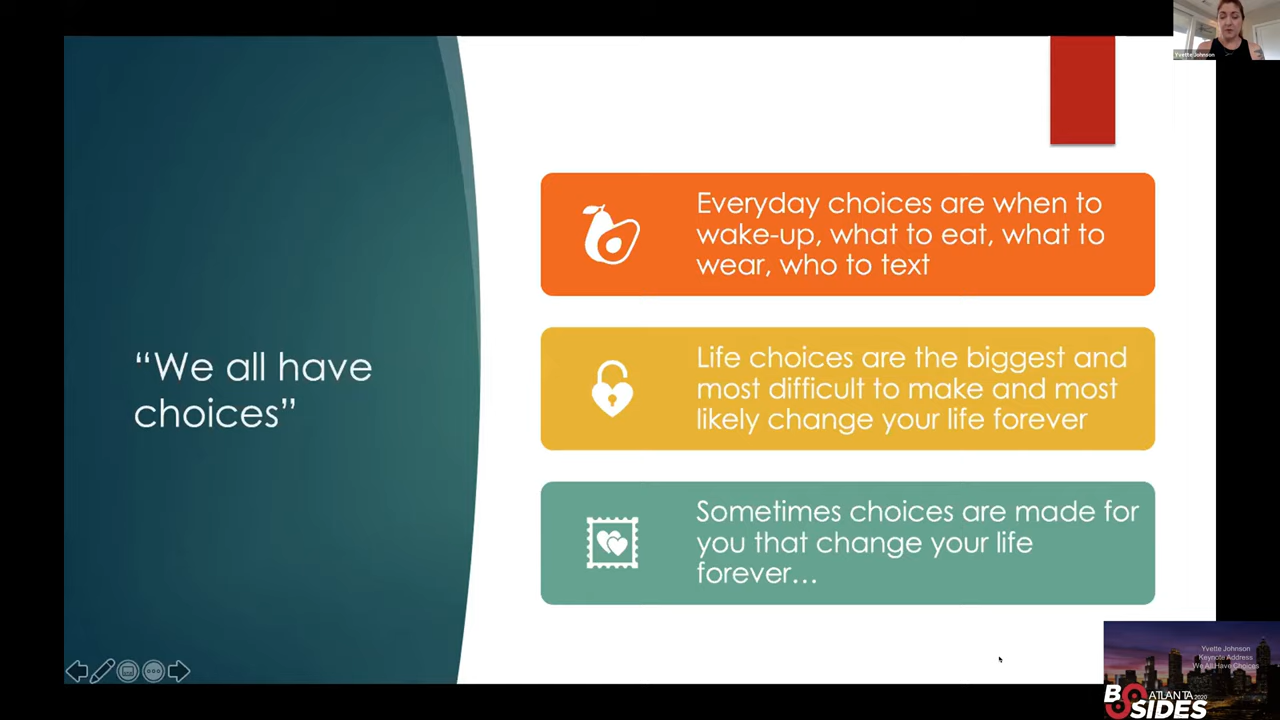 Yvette Johnson
“We all have
choices”
Everyday choices are when to
wake-up, what to eat, what to
wear, who to text
Life choices are the biggest and
most difficult to make and most
likely change your life forever
Sometimes choices are made for
you that change your life
forever...
Yvette Johnson
Keynote Address
We All Have Choices
BSIDES
ATLANTA 2020